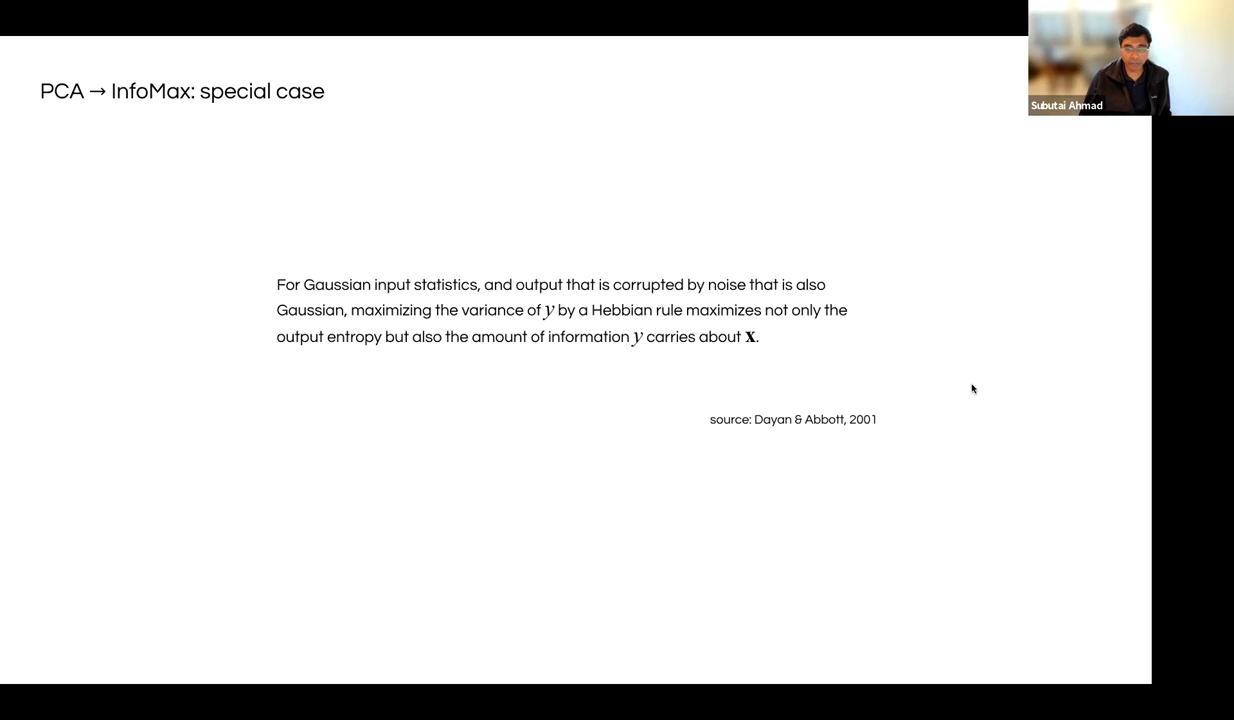 PCA → InfoMax: special case
Subutai Ahmad
For Gaussian input statistics, and output that is corrupted by noise that is also
Gaussian, maximizing the variance of y by a Hebbian rule maximizes not only the
output entropy but also the amount of information y carries about x.
source: Dayan & Abbott, 2001